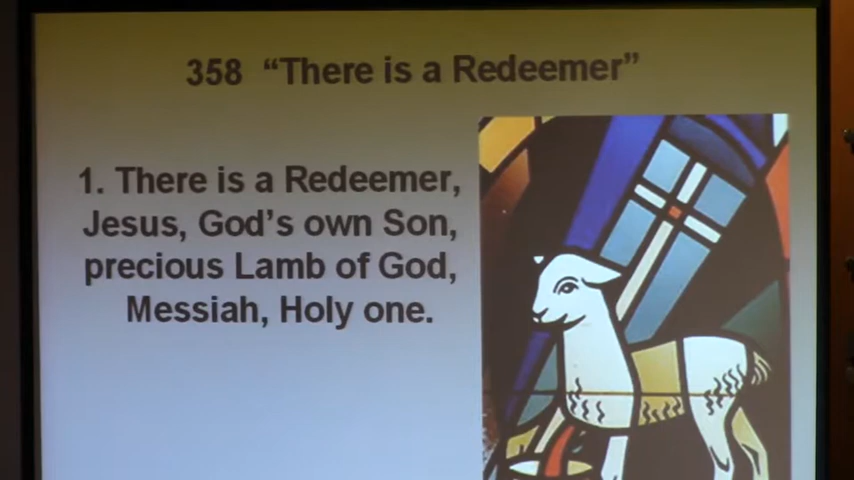 358 “There is a Redeemer”
1. There is a Redeemer,
Jesus, God’s own Son,
precious Lamb of God,
Messiah, Holy one.